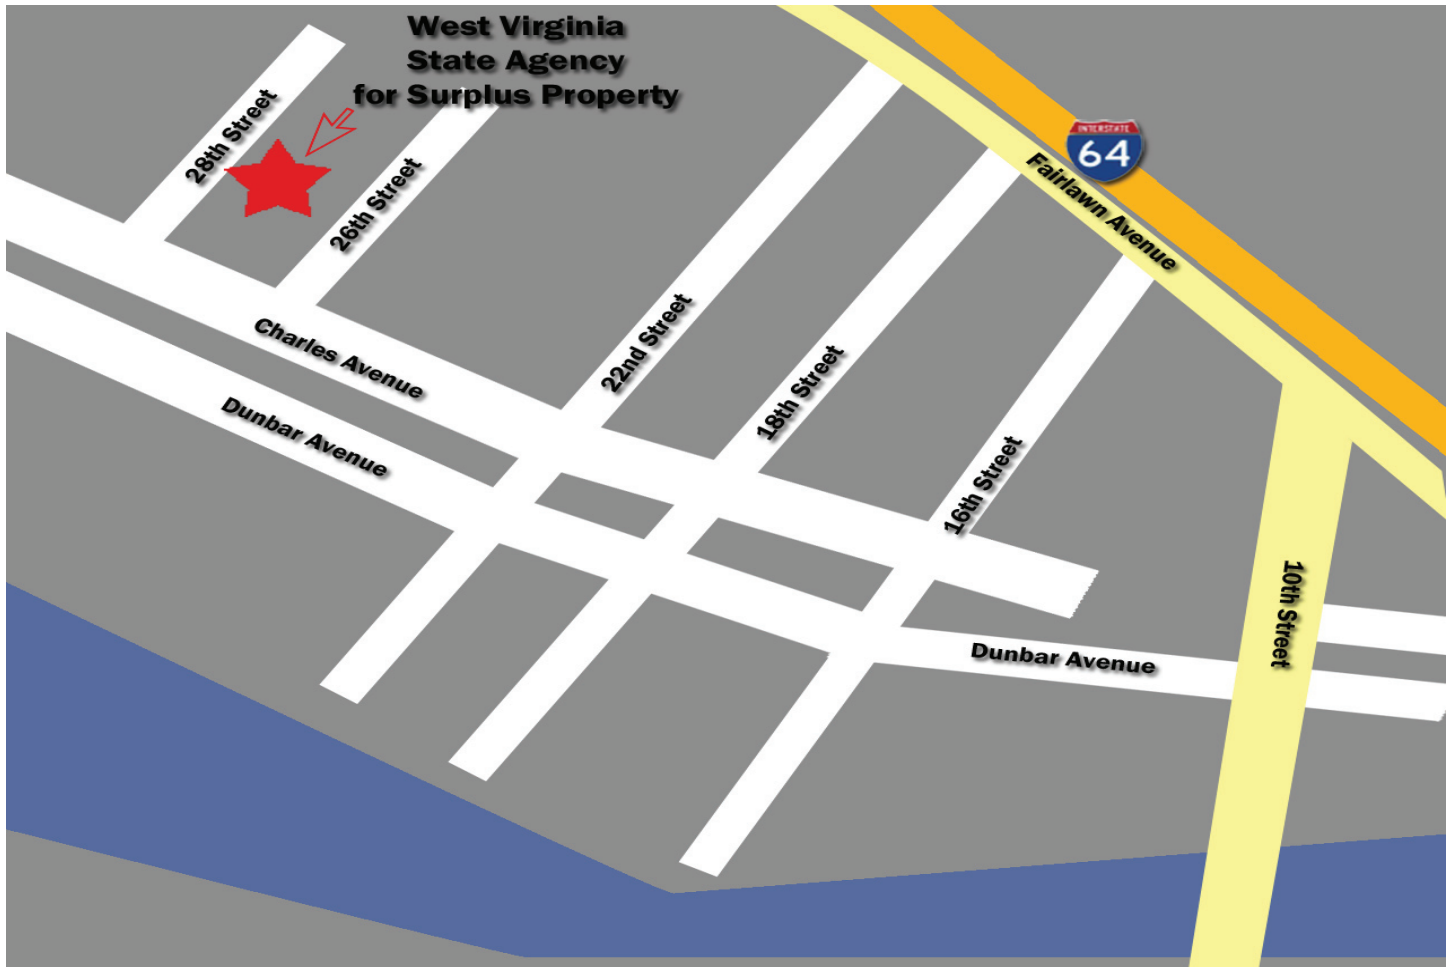 West Virginia
State Agency
for Surplus Property
28th Street
26th Street
INTERSTATE
64
Fairlawn Avenue
22nd Street
18th Street
16th Street
Charles Avenue
Dunbar Avenue
10th Street
Dunbar Avenue